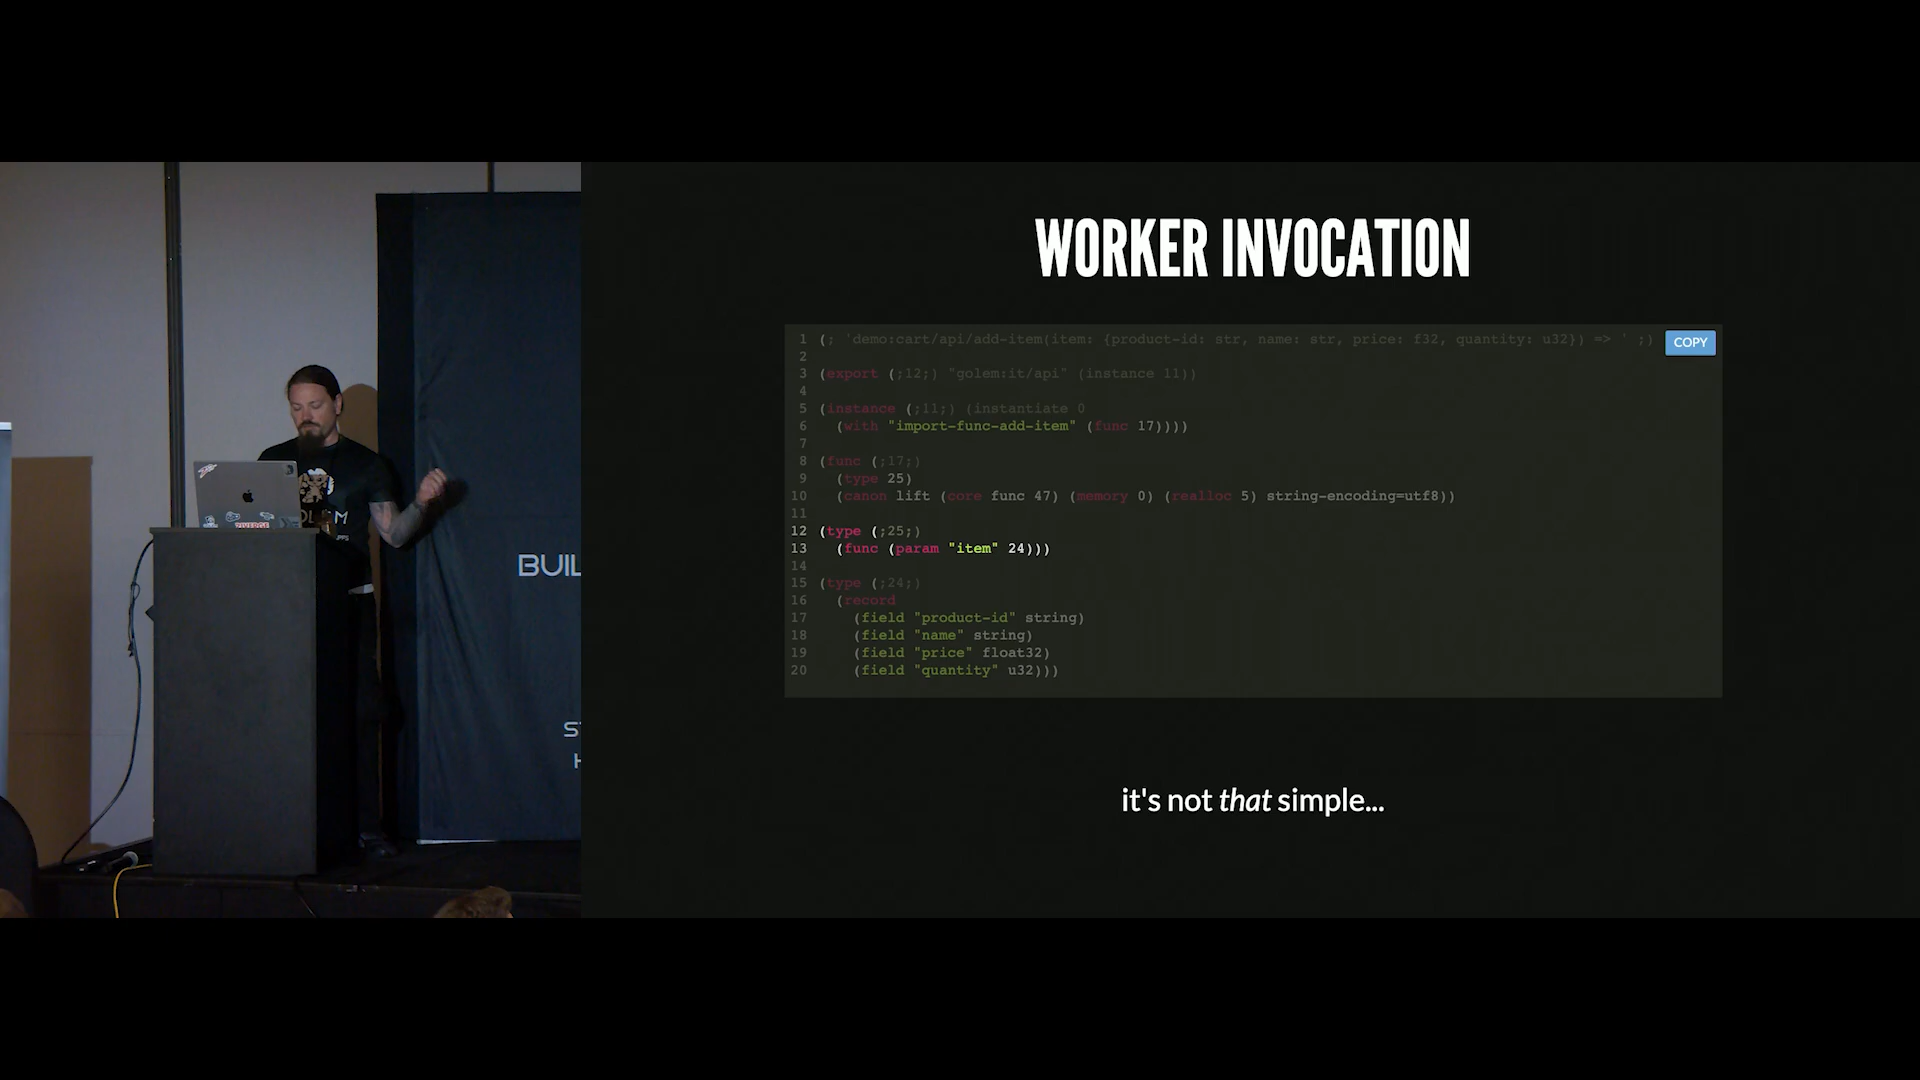 WORKER INVOCATION
1 (; 'demo:cart/api/add-item(item: {product-id: str, name: str, price: f32, quantity: u32}) => ' ;)
COPY
2
3 (export (;12;) "golem:it/api" (instance 11))
4
5 (instance (;11;) (instantiate 0
6 (with "import-func-add-item" (func 17))))
7
8 (func (;17;)
9 (type 25)
10 (canon lift (core func 47) (memory 0) (realloc 5) string-encoding=utf8))
11
12 (type (;25;)
13 (func (param "item" 24)))
14
15 (type (;24;)
16 (record
17 (field "product-id" string)
18 (field "name" string)
19 (field "price" float32)
20 (field "quantity" u32)))
it's not that simple...
BUIL
S
H
ZIVERGE